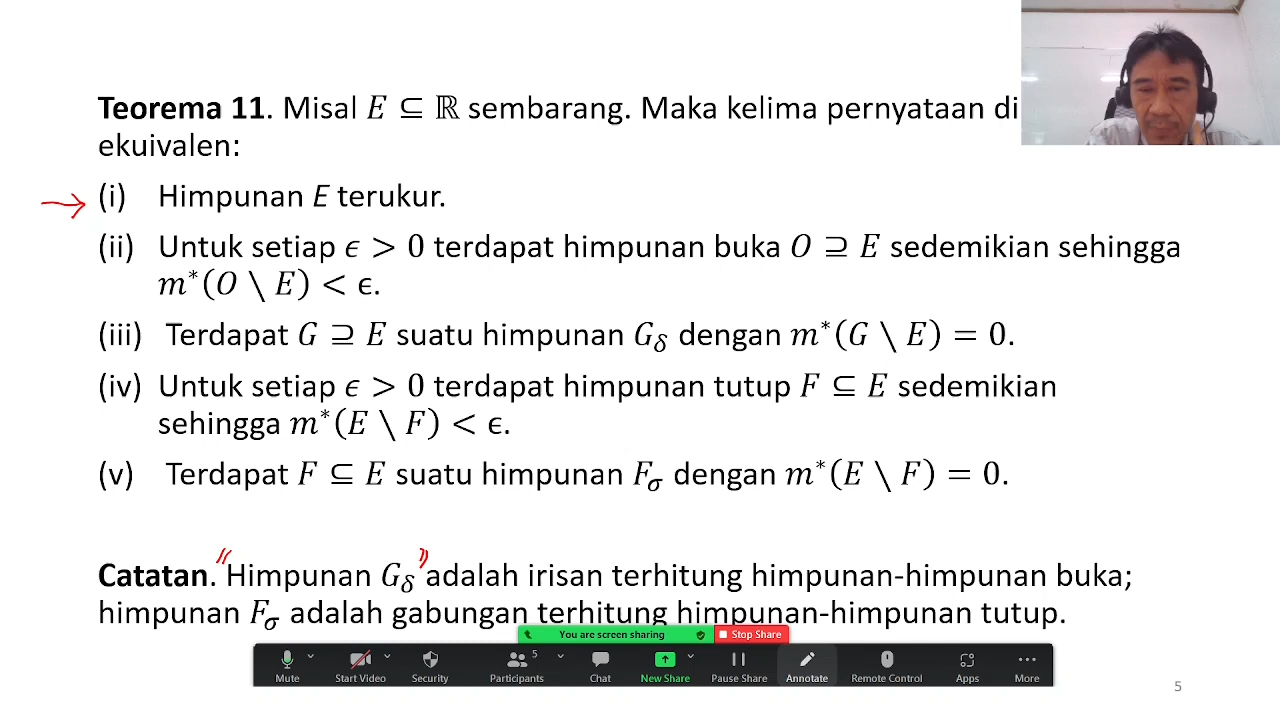 Teorema 11. Misal E ⊆ ℝ sembarang. Maka kelima pernyataan di
ekuivalen:
(i) Himpunan E terukur.
(ii) Untuk setiap ϵ > 0 terdapat himpunan buka O ⊇ E sedemikian sehingga
m*(O \ E) < ϵ.
(iii) Terdapat G ⊇ E suatu himpunan G_δ dengan m*(G \ E) = 0.
(iv) Untuk setiap ϵ > 0 terdapat himpunan tutup F ⊆ E sedemikian
sehingga m*(E \ F) < ϵ.
(v) Terdapat F ⊆ E suatu himpunan F_σ dengan m*(E \ F) = 0.
Catatan. "Himpunan G_δ" adalah irisan terhitung himpunan-himpunan buka;
himpunan F_σ adalah gabungan terhitung himpunan-himpunan tutup.
You are screen sharing Stop Share
5
Mute Start Video Security Participants Chat New Share Pause Share Annotate Remote Control Apps More
5